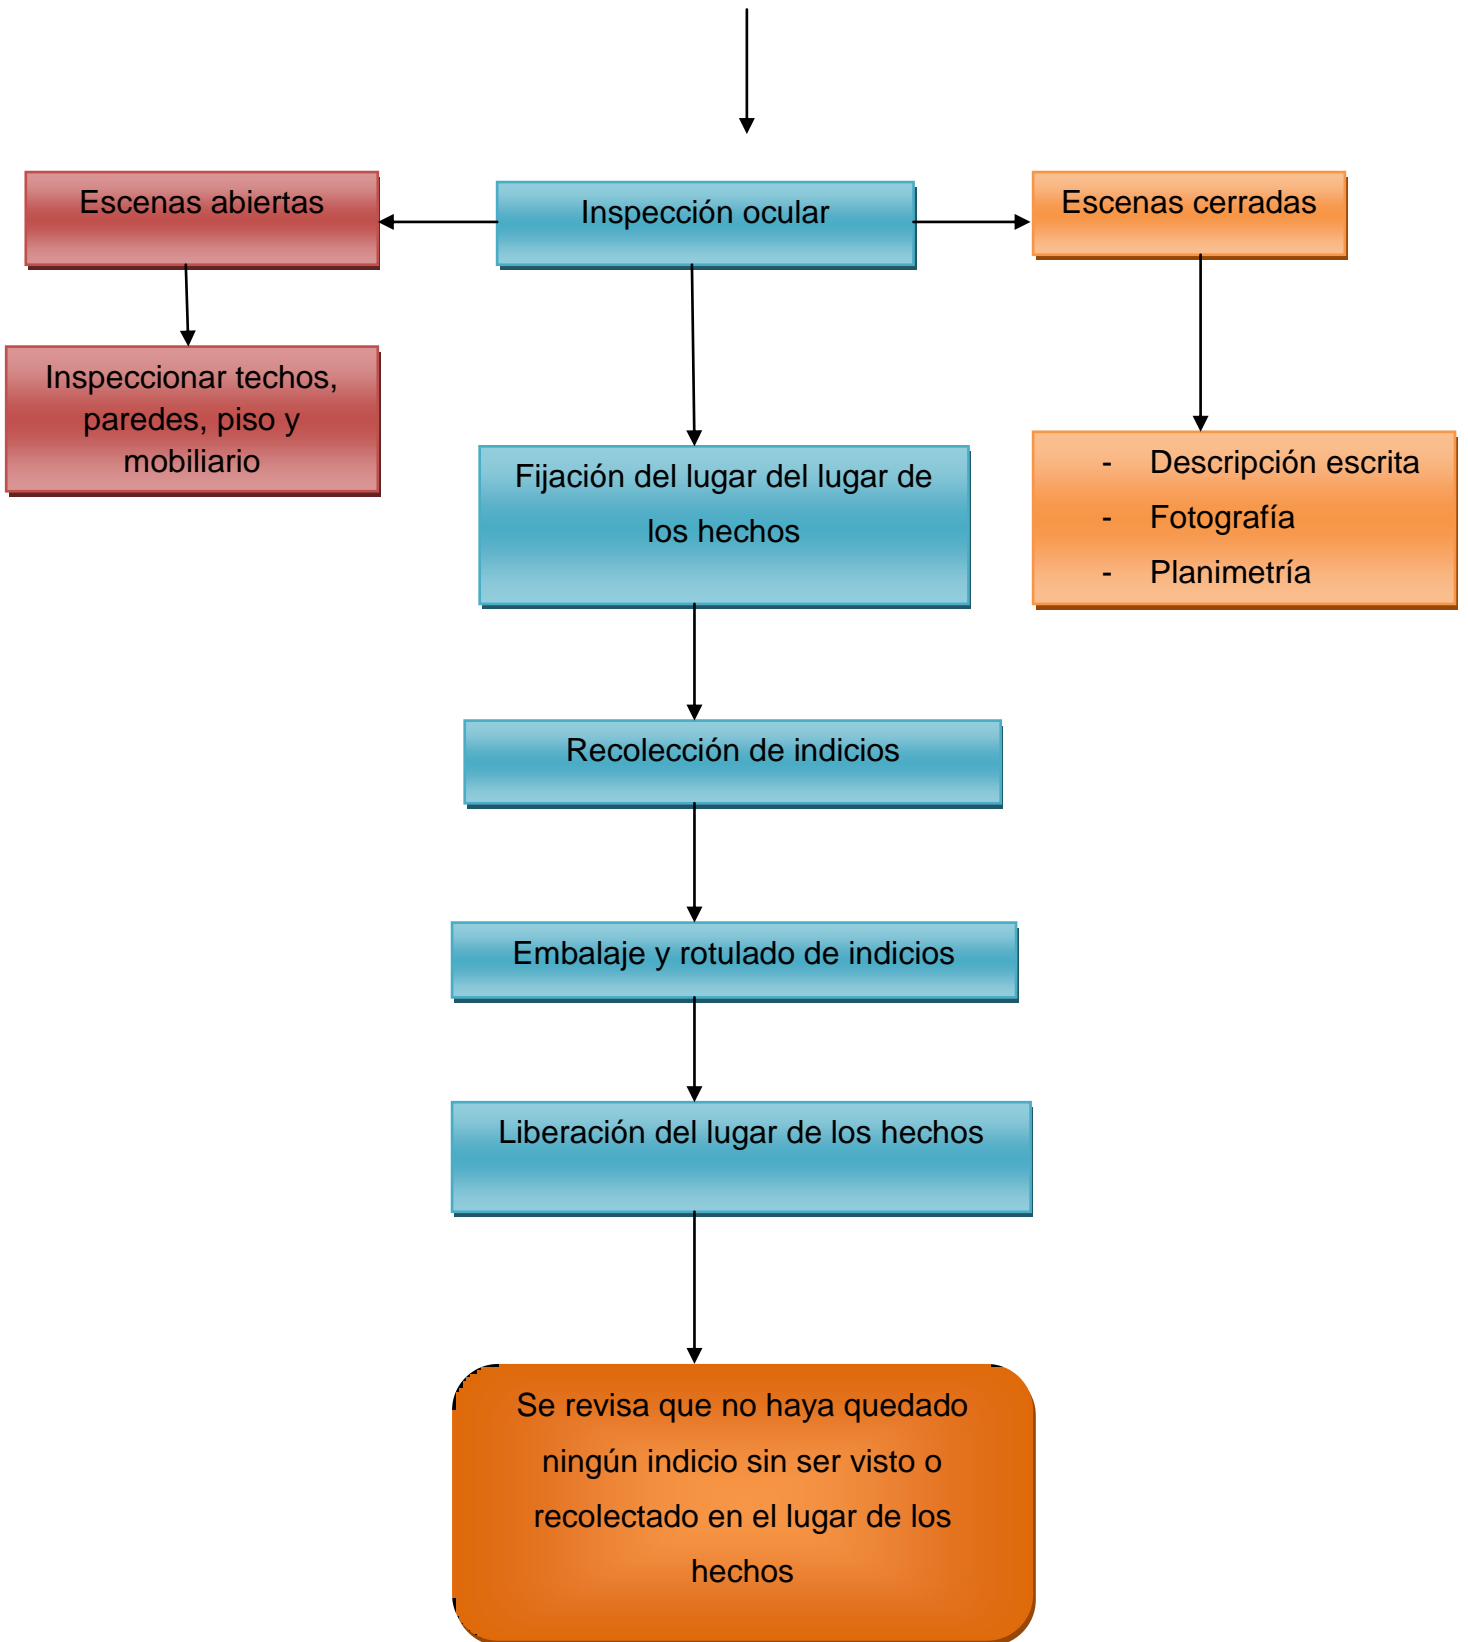 Escenas abiertas
Inspección ocular
Escenas cerradas
Inspeccionar techos,
paredes, piso y
mobiliario
Fijación del lugar del lugar de
los hechos
- Descripción escrita
- Fotografía
- Planimetría
Recolección de indicios
Embalaje y rotulado de indicios
Liberación del lugar de los hechos
Se revisa que no haya quedado
ningún indicio sin ser visto o
recolectado en el lugar de los
hechos